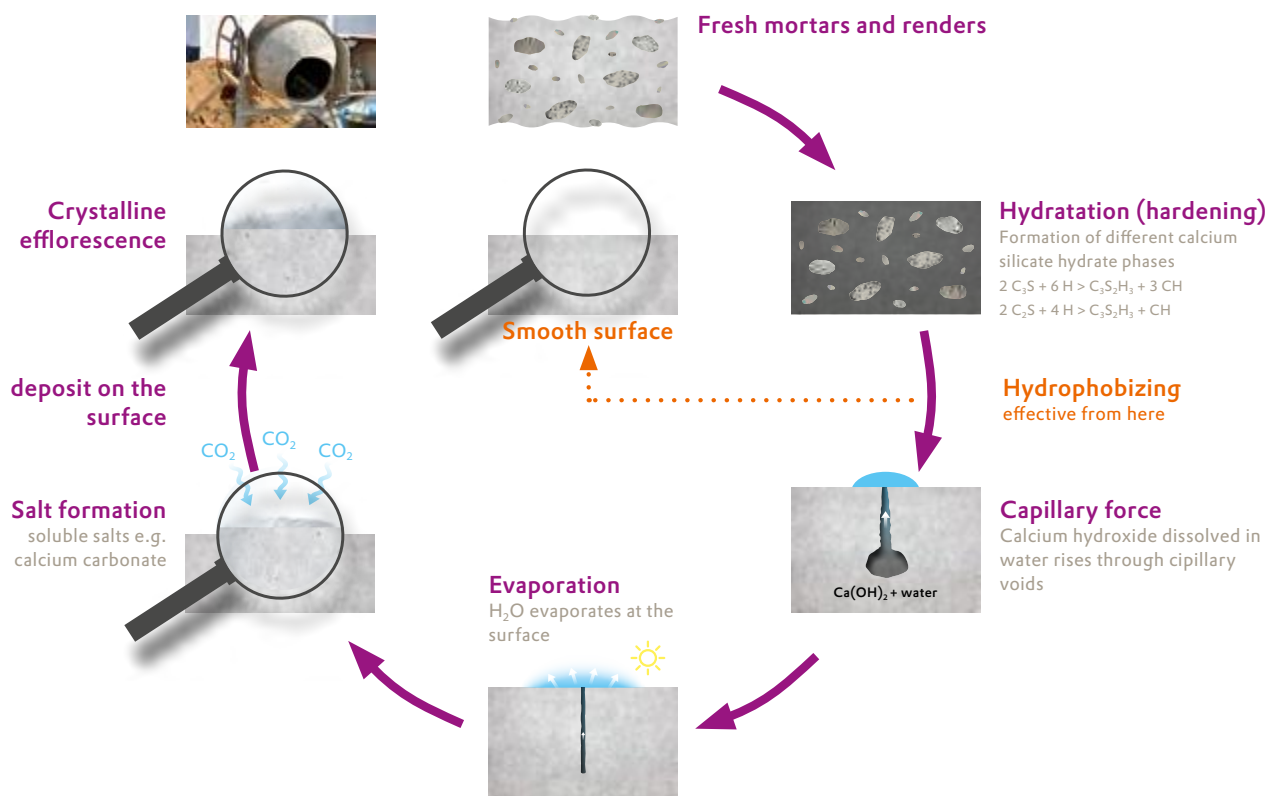 Fresh mortars and renders
Hydratation (hardening)
Formation of different calcium
silicate hydrate phases
2 C₃S + 6 H > C₃S₂H₃ + 3 CH
2 C₂S + 4 H > C₃S₂H₃ + CH
Hydrophobizing
effective from here
Smooth surface
Capillary force
Calcium hydroxide dissolved in
water rises through cipillary
voids
Ca(OH)₂ + water
Evaporation
H₂O evaporates at the
surface
Salt formation
soluble salts e.g.
calcium carbonate
CO₂
CO₂
CO₂
deposit on the
surface
Crystalline
efflorescence